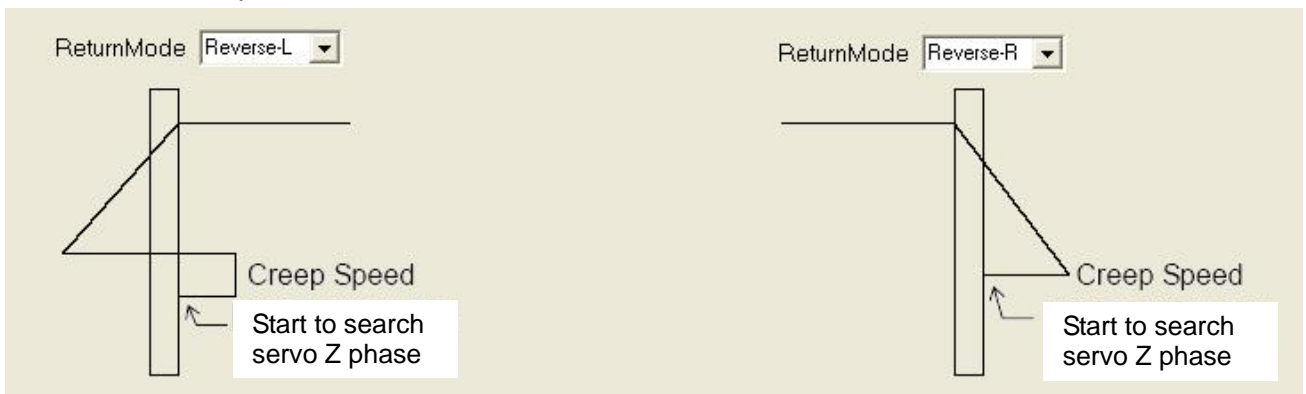 ReturnMode Reverse-L
Creep Speed
Start to search
servo Z phase
ReturnMode Reverse-R
Creep Speed
Start to search
servo Z phase